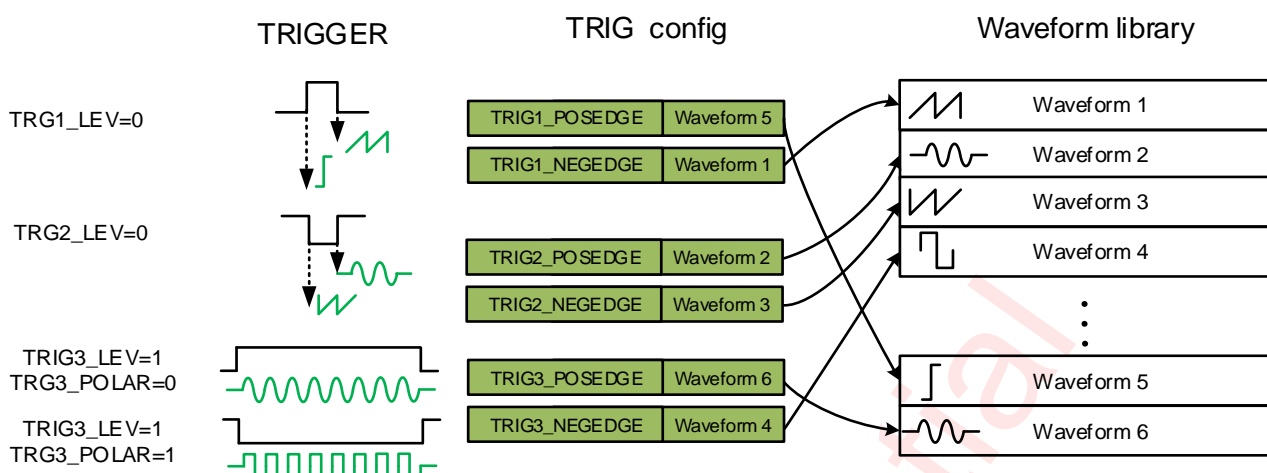 TRIGGER
TRIG config
Waveform library
TRG1_LEV=0
TRIG1_POSEDGE Waveform 5
TRIG1_NEGEDGE Waveform 1
Waveform 1
Waveform 2
Waveform 3
Waveform 4
TRG2_LEV=0
TRIG2_POSEDGE Waveform 2
TRIG2_NEGEDGE Waveform 3
TRIG3_LEV=1
TRG3_POLAR=0
TRIG3_LEV=1
TRG3_POLAR=1
TRIG3_POSEDGE Waveform 6
TRIG3_NEGEDGE Waveform 4
Waveform 5
Waveform 6